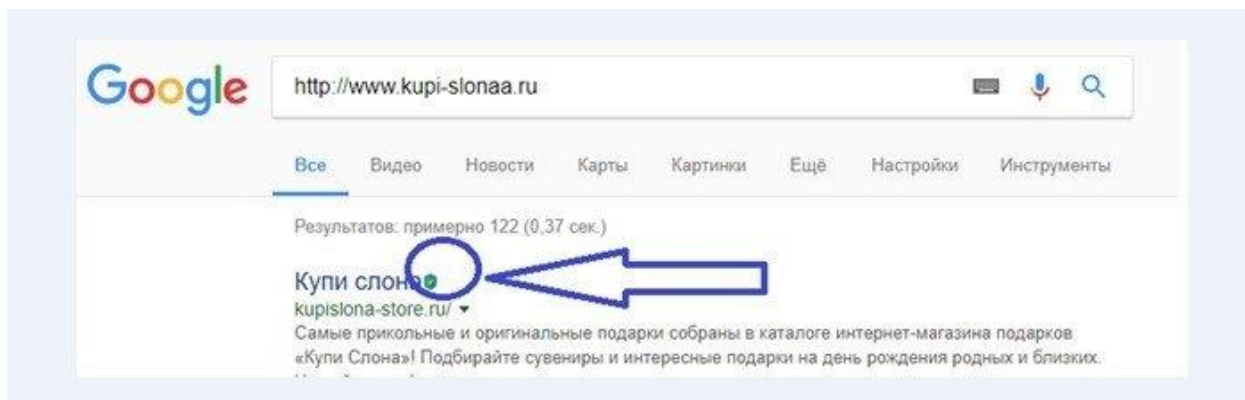 Google
http://www.kupi-slonaa.ru
Все Видео Новости Карты Картинки Ещё Настройки Инструменты
Результатов: примерно 122 (0,37 сек.)
Купи слона
kupislona-store.ru/
Самые прикольные и оригинальные подарки собраны в каталоге интернет-магазина подарков
«Купи Слона»! Подбирайте сувениры и интересные подарки на день рождения родных и близких.